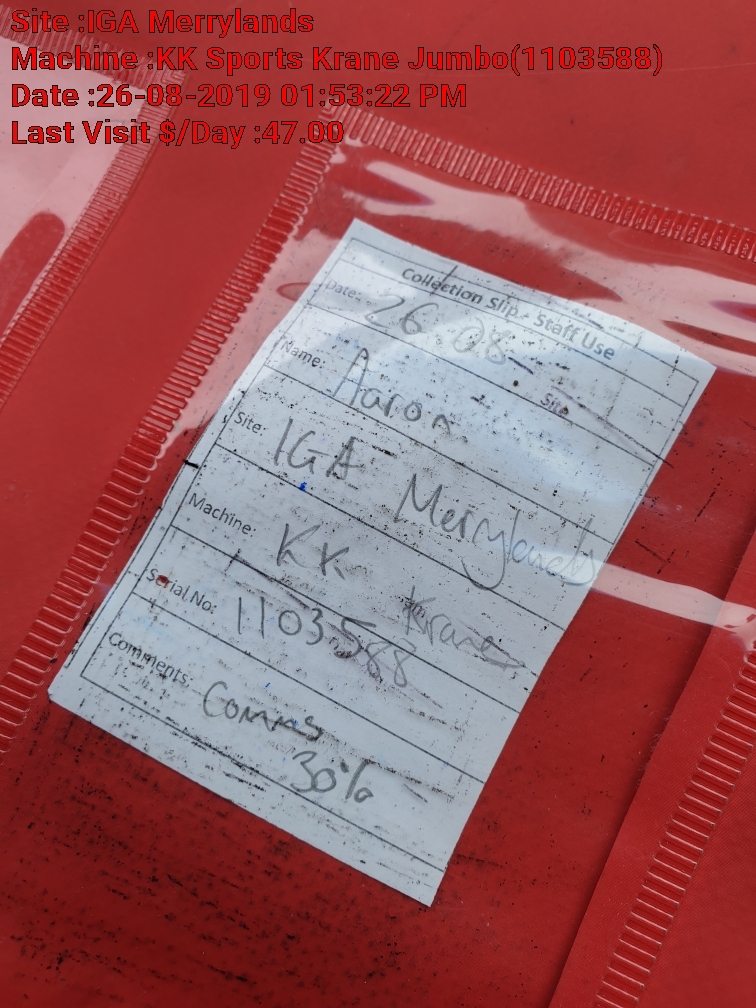 Site :IGA Merrylands
Machine :KK Sports Krane Jumbo(1103588)
Date :26-08-2019 01:53:22 PM
Last Visit $/Day :47.00
Collection Slip - Staff Use
Date: 26 08
Site
Name: Aaron
Site: IGA Merrylands
Machine: KK Krane
Serial No: 1103588
Comments: Comms
30%